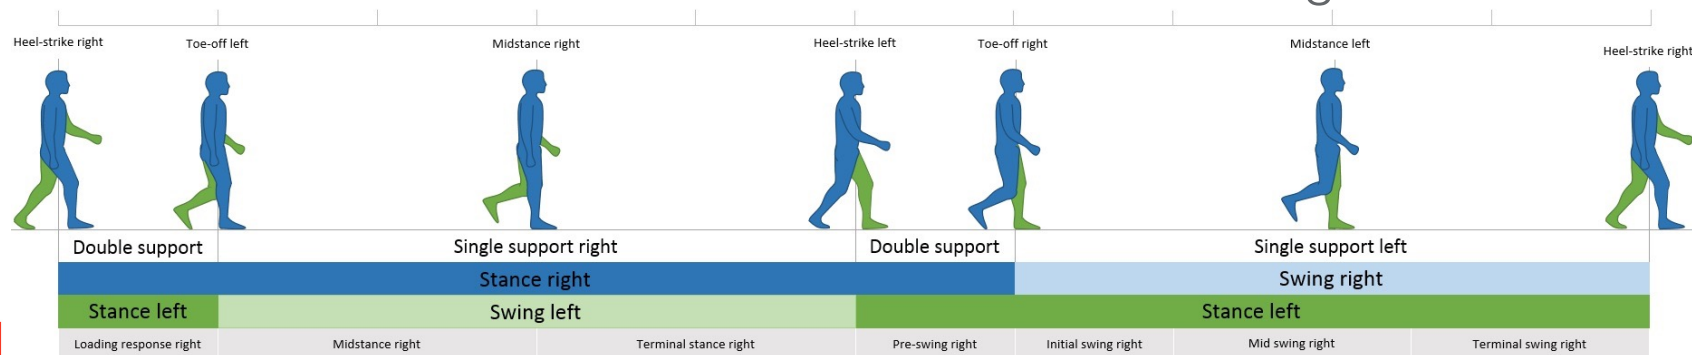 Heel-strike right
Toe-off left
Midstance right
Heel-strike left
Toe-off right
Midstance left
Heel-strike right
Double support
Single support right
Double support
Single support left
Stance right
Swing right
Stance left
Swing left
Stance left
Loading response right
Midstance right
Terminal stance right
Pre-swing right
Initial swing right
Mid swing right
Terminal swing right